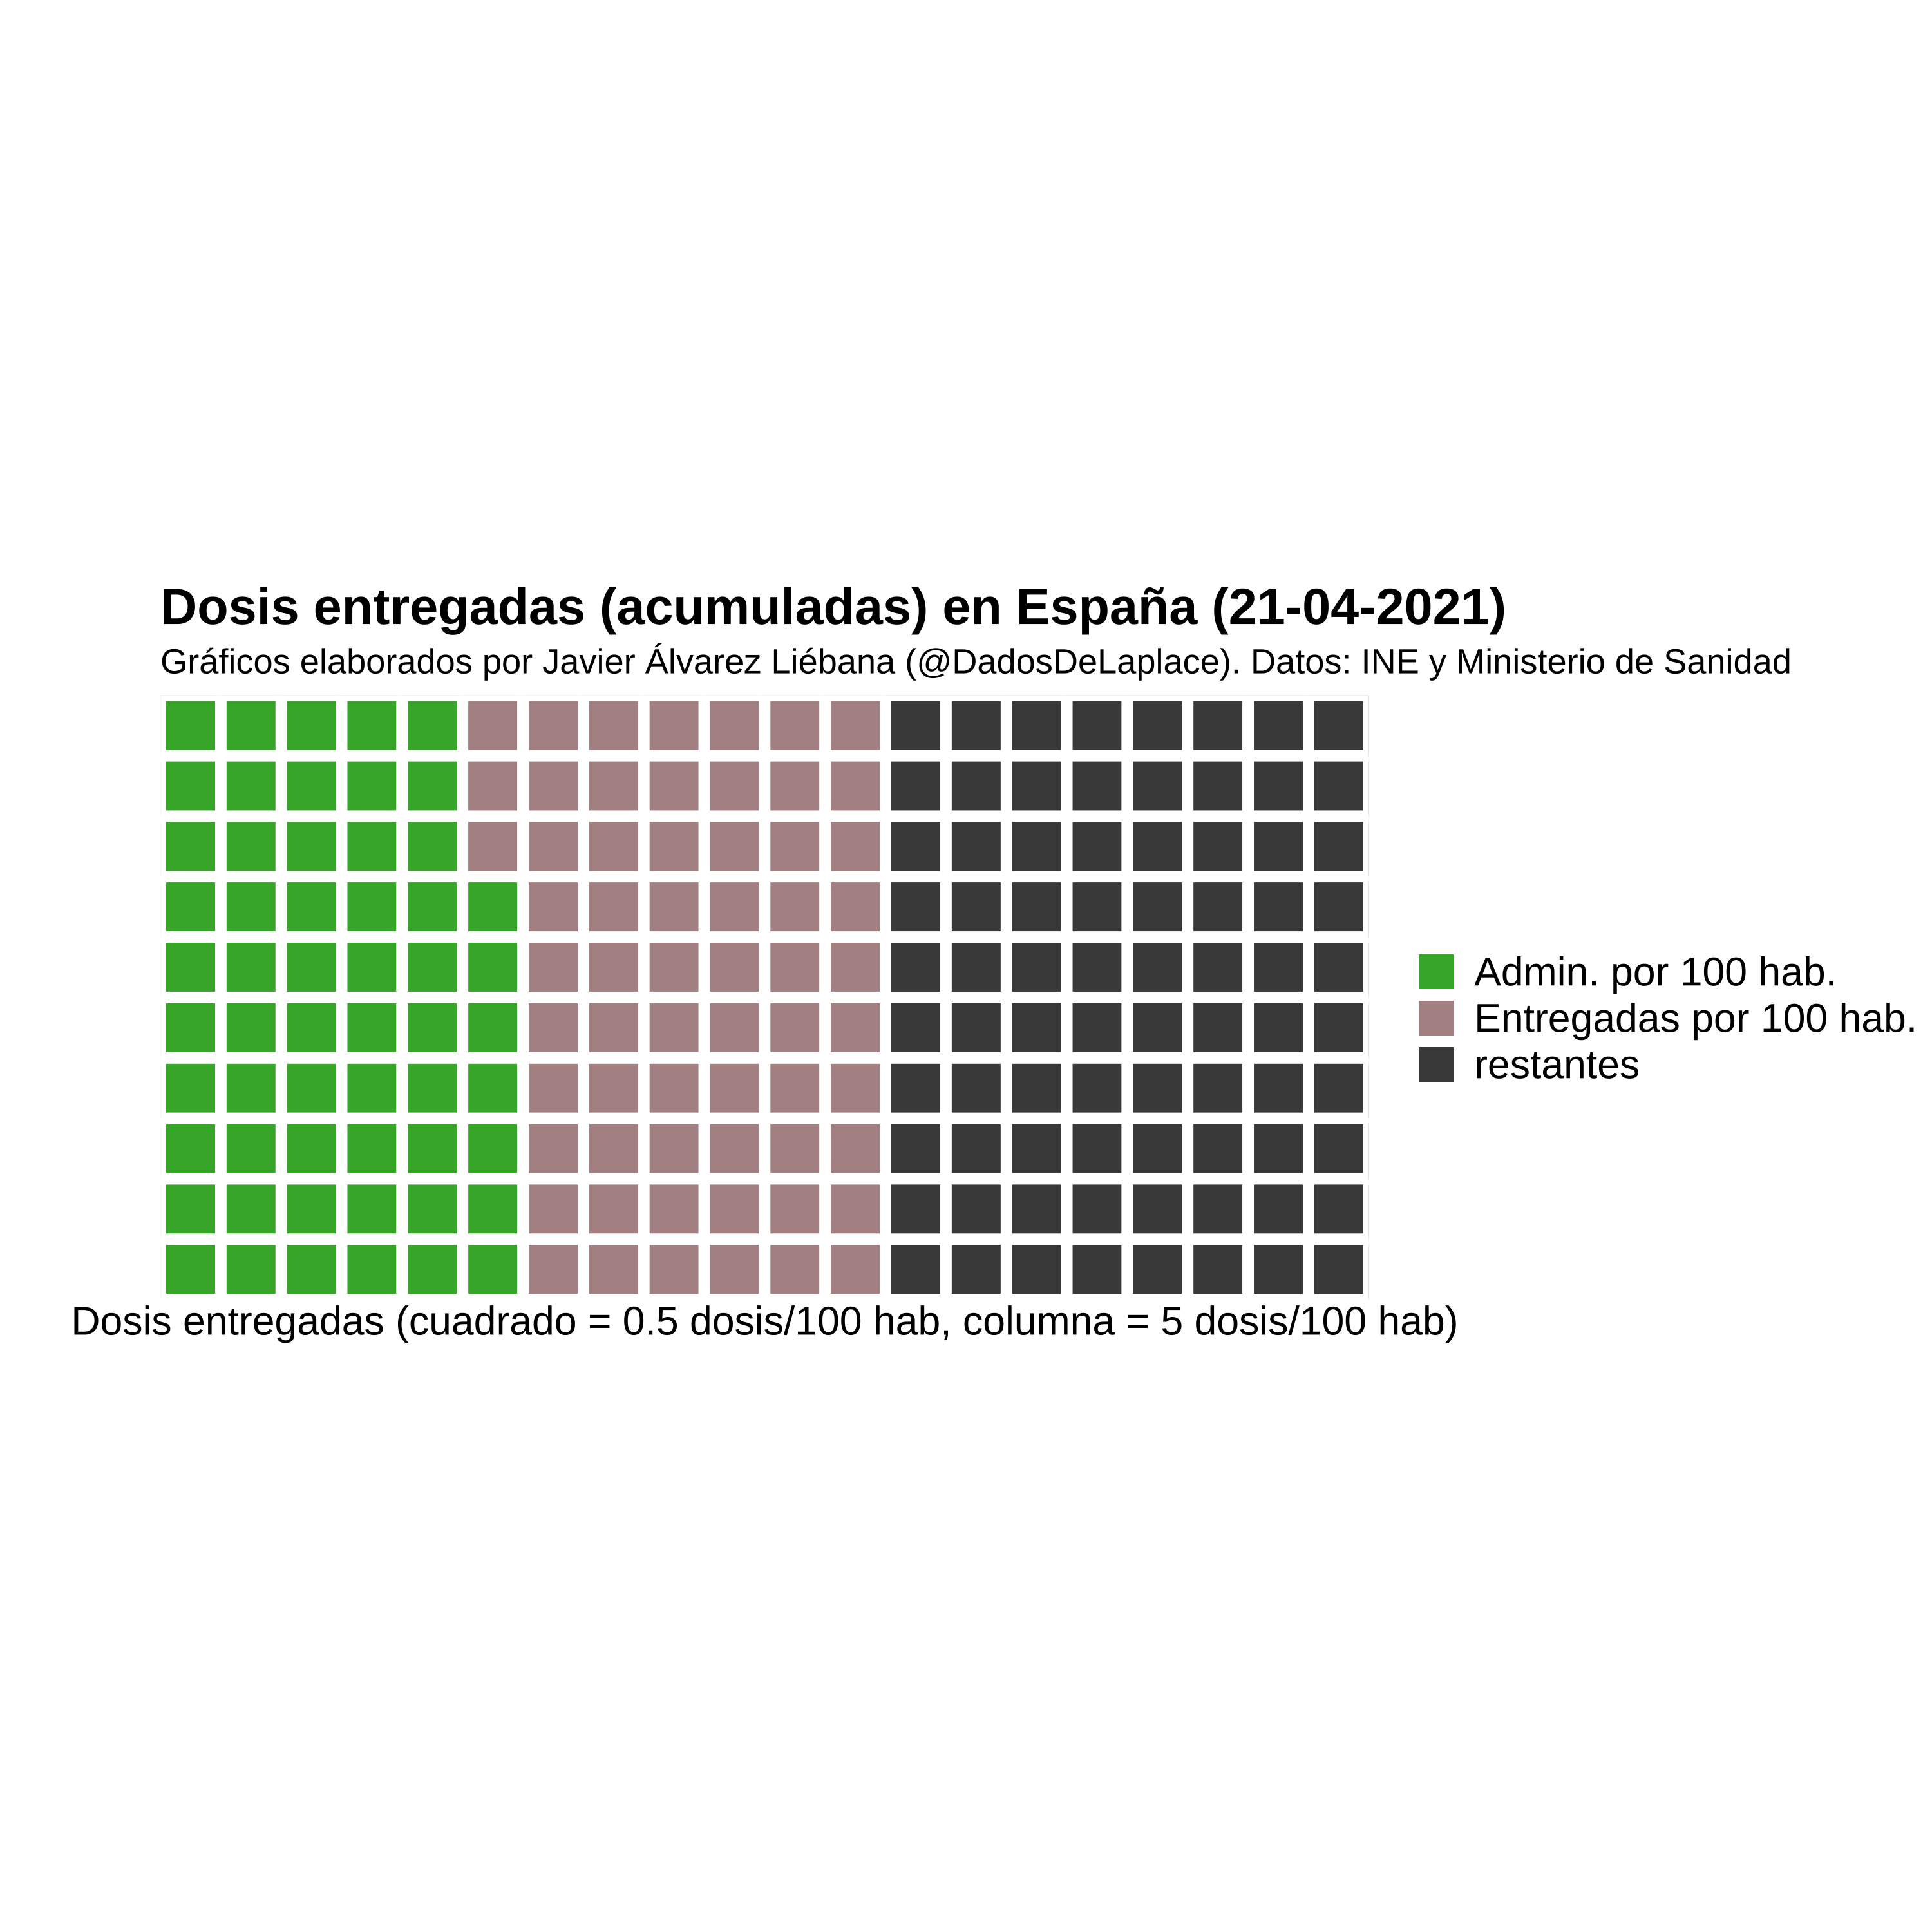 Dosis entregadas (acumuladas) en España (21-04-2021)
Gráficos elaborados por Javier Álvarez Liébana (@DadosDeLaplace). Datos: INE y Ministerio de Sanidad
Admin. por 100 hab.
Entregadas por 100 hab.
restantes
Dosis entregadas (cuadrado = 0.5 dosis/100 hab, columna = 5 dosis/100 hab)